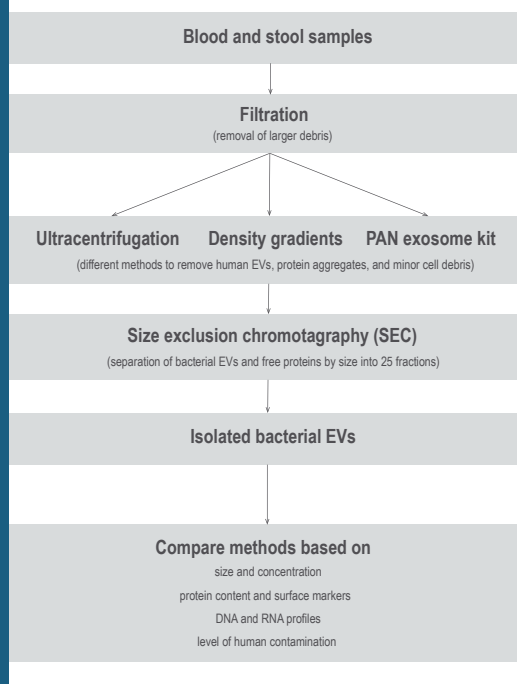 Blood and stool samples
Filtration
(removal of larger debris)
Ultracentrifugation Density gradients PAN exosome kit
(different methods to remove human EVs, protein aggregates, and minor cell debris)
Size exclusion chromotagraphy (SEC)
(separation of bacterial EVs and free proteins by size into 25 fractions)
Isolated bacterial EVs
Compare methods based on
size and concentration
protein content and surface markers
DNA and RNA profiles
level of human contamination